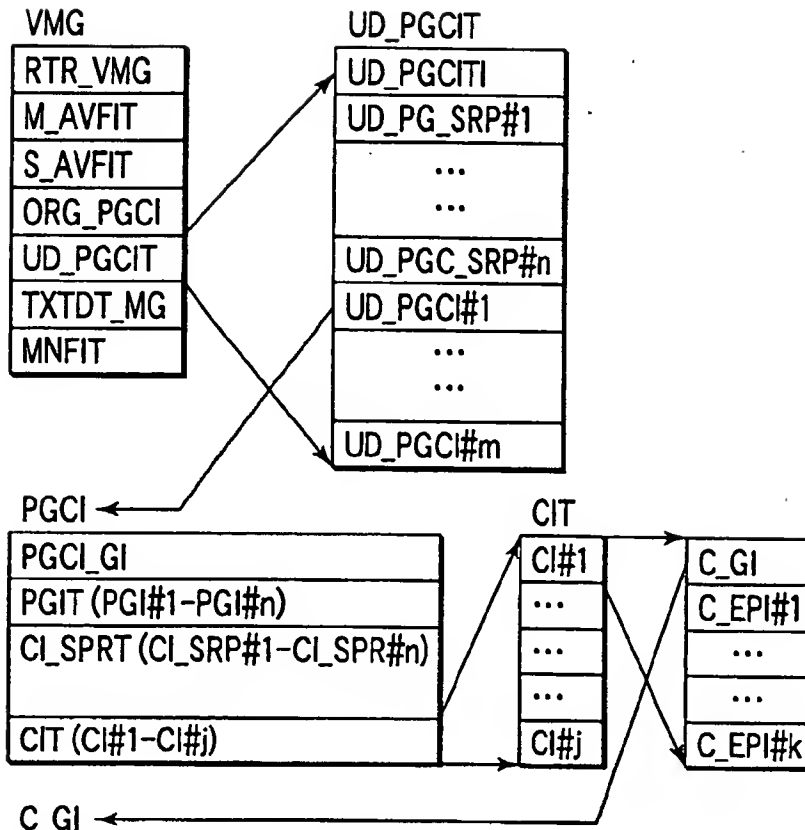 VMG
RTR_VMG
M_AVFIT
S_AVFIT
ORG_PGCI
UD_PGCIT
TXTDT_MG
MNFIT
UD_PGCIT
UD_PGCITI
UD_PG_SRP#1
...
...
UD_PGC_SRP#n
UD_PGCI#1
...
...
UD_PGCI#m
PGCI
PGCI_GI
PGIT (PGI#1-PGI#n)
CI_SPRT (CI_SRP#1-CI_SPR#n)
CIT (CI#1-CI#j)
CIT
CI#1
...
...
...
CI#j
C_GI
C_EPI#1
...
...
C_EPI#k
C_GI